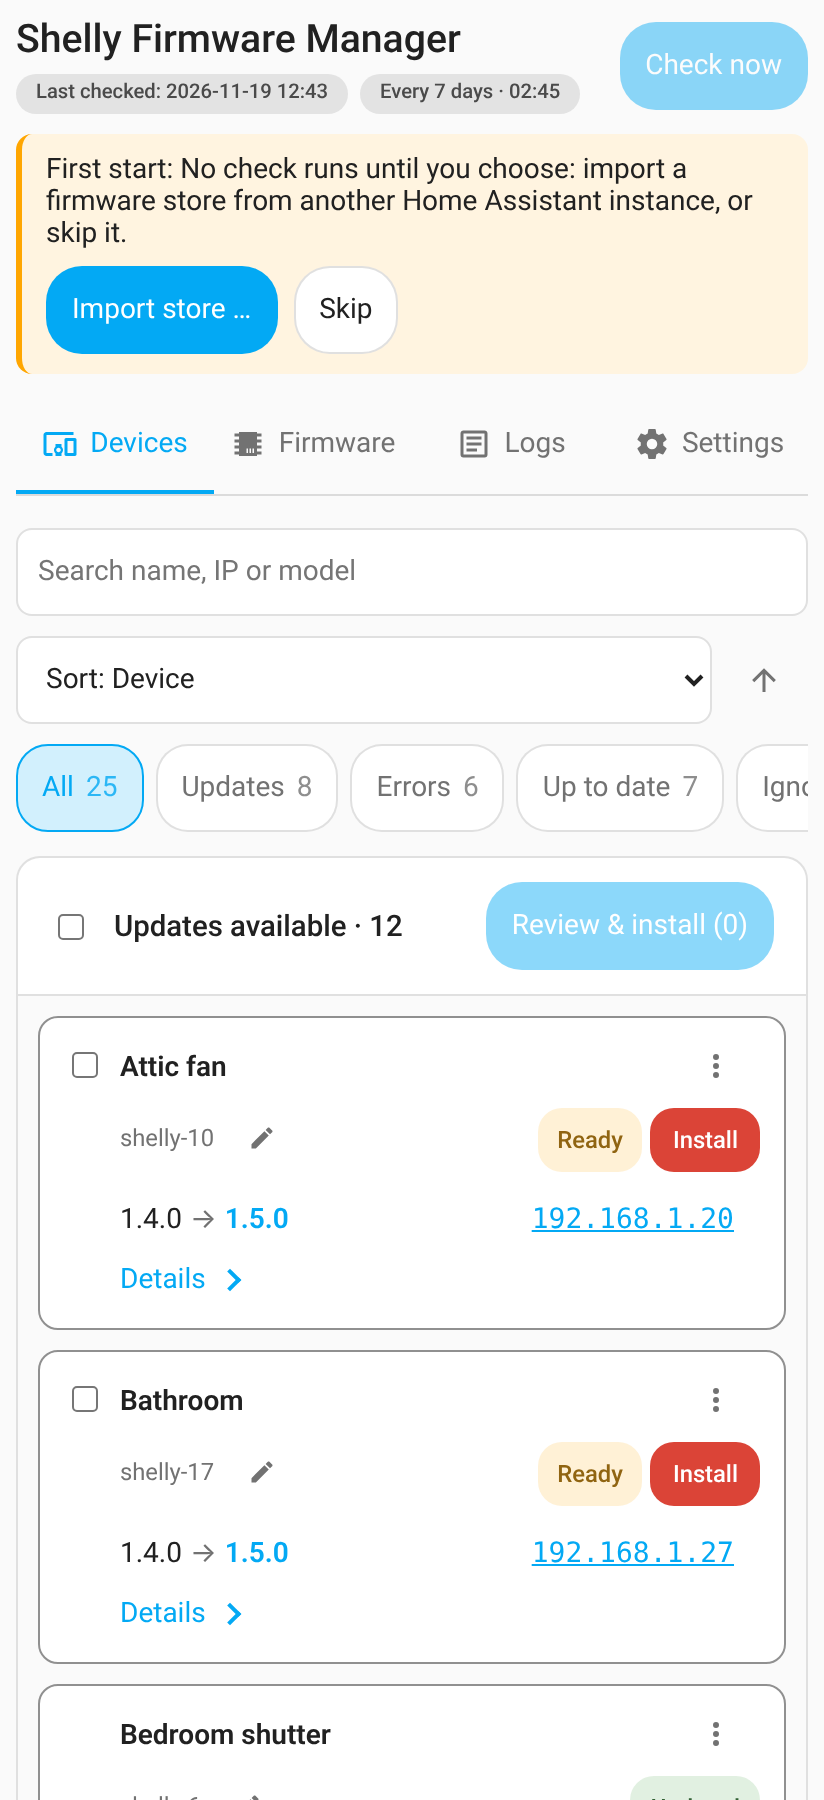 Shelly Firmware Manager
Check now
Last checked: 2026-11-19 12:43
Every 7 days · 02:45
First start: No check runs until you choose: import a
firmware store from another Home Assistant instance, or
skip it.
Import store ...
Skip
Devices
Firmware
Logs
Settings
Search name, IP or model
Sort: Device
All 25
Updates 8
Errors 6
Up to date 7
Updates available · 12
Review & install (0)
Attic fan
shelly-10
Ready
Install
1.4.0 → 1.5.0
192.168.1.20
Details
Bathroom
shelly-17
Ready
Install
1.4.0 → 1.5.0
192.168.1.27
Details
Bedroom shutter